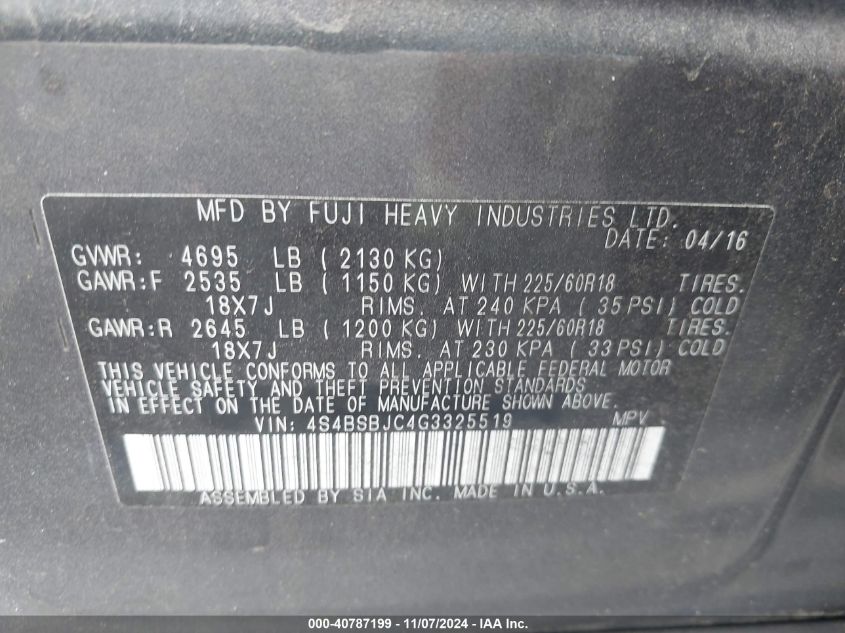 MFD BY FUJI HEAVY INDUSTRIES LTD.
DATE: 04/16
GVWR: 4695 LB ( 2130 KG)
GAWR:F 2535 LB ( 1150 KG) WITH 225/60R18 TIRES.
18X7J RIMS. AT 240 KPA ( 35 PSI) COLD
GAWR:R 2645 LB ( 1200 KG) WITH 225/60R18 TIRES.
18X7J RIMS. AT 230 KPA ( 33 PSI) COLD
THIS VEHICLE CONFORMS TO ALL APPLICABLE FEDERAL MOTOR
VEHICLE SAFETY AND THEFT PREVENTION STANDARDS
IN EFFECT ON THE DATE OF MANUFACTURE SHOWN ABOVE.
VIN: 4S4BSBJC4G3325519 MPV
ASSEMBLED BY SIA INC. MADE IN U.S.A.
000-40787199 - 11/07/2024 - IAA Inc.